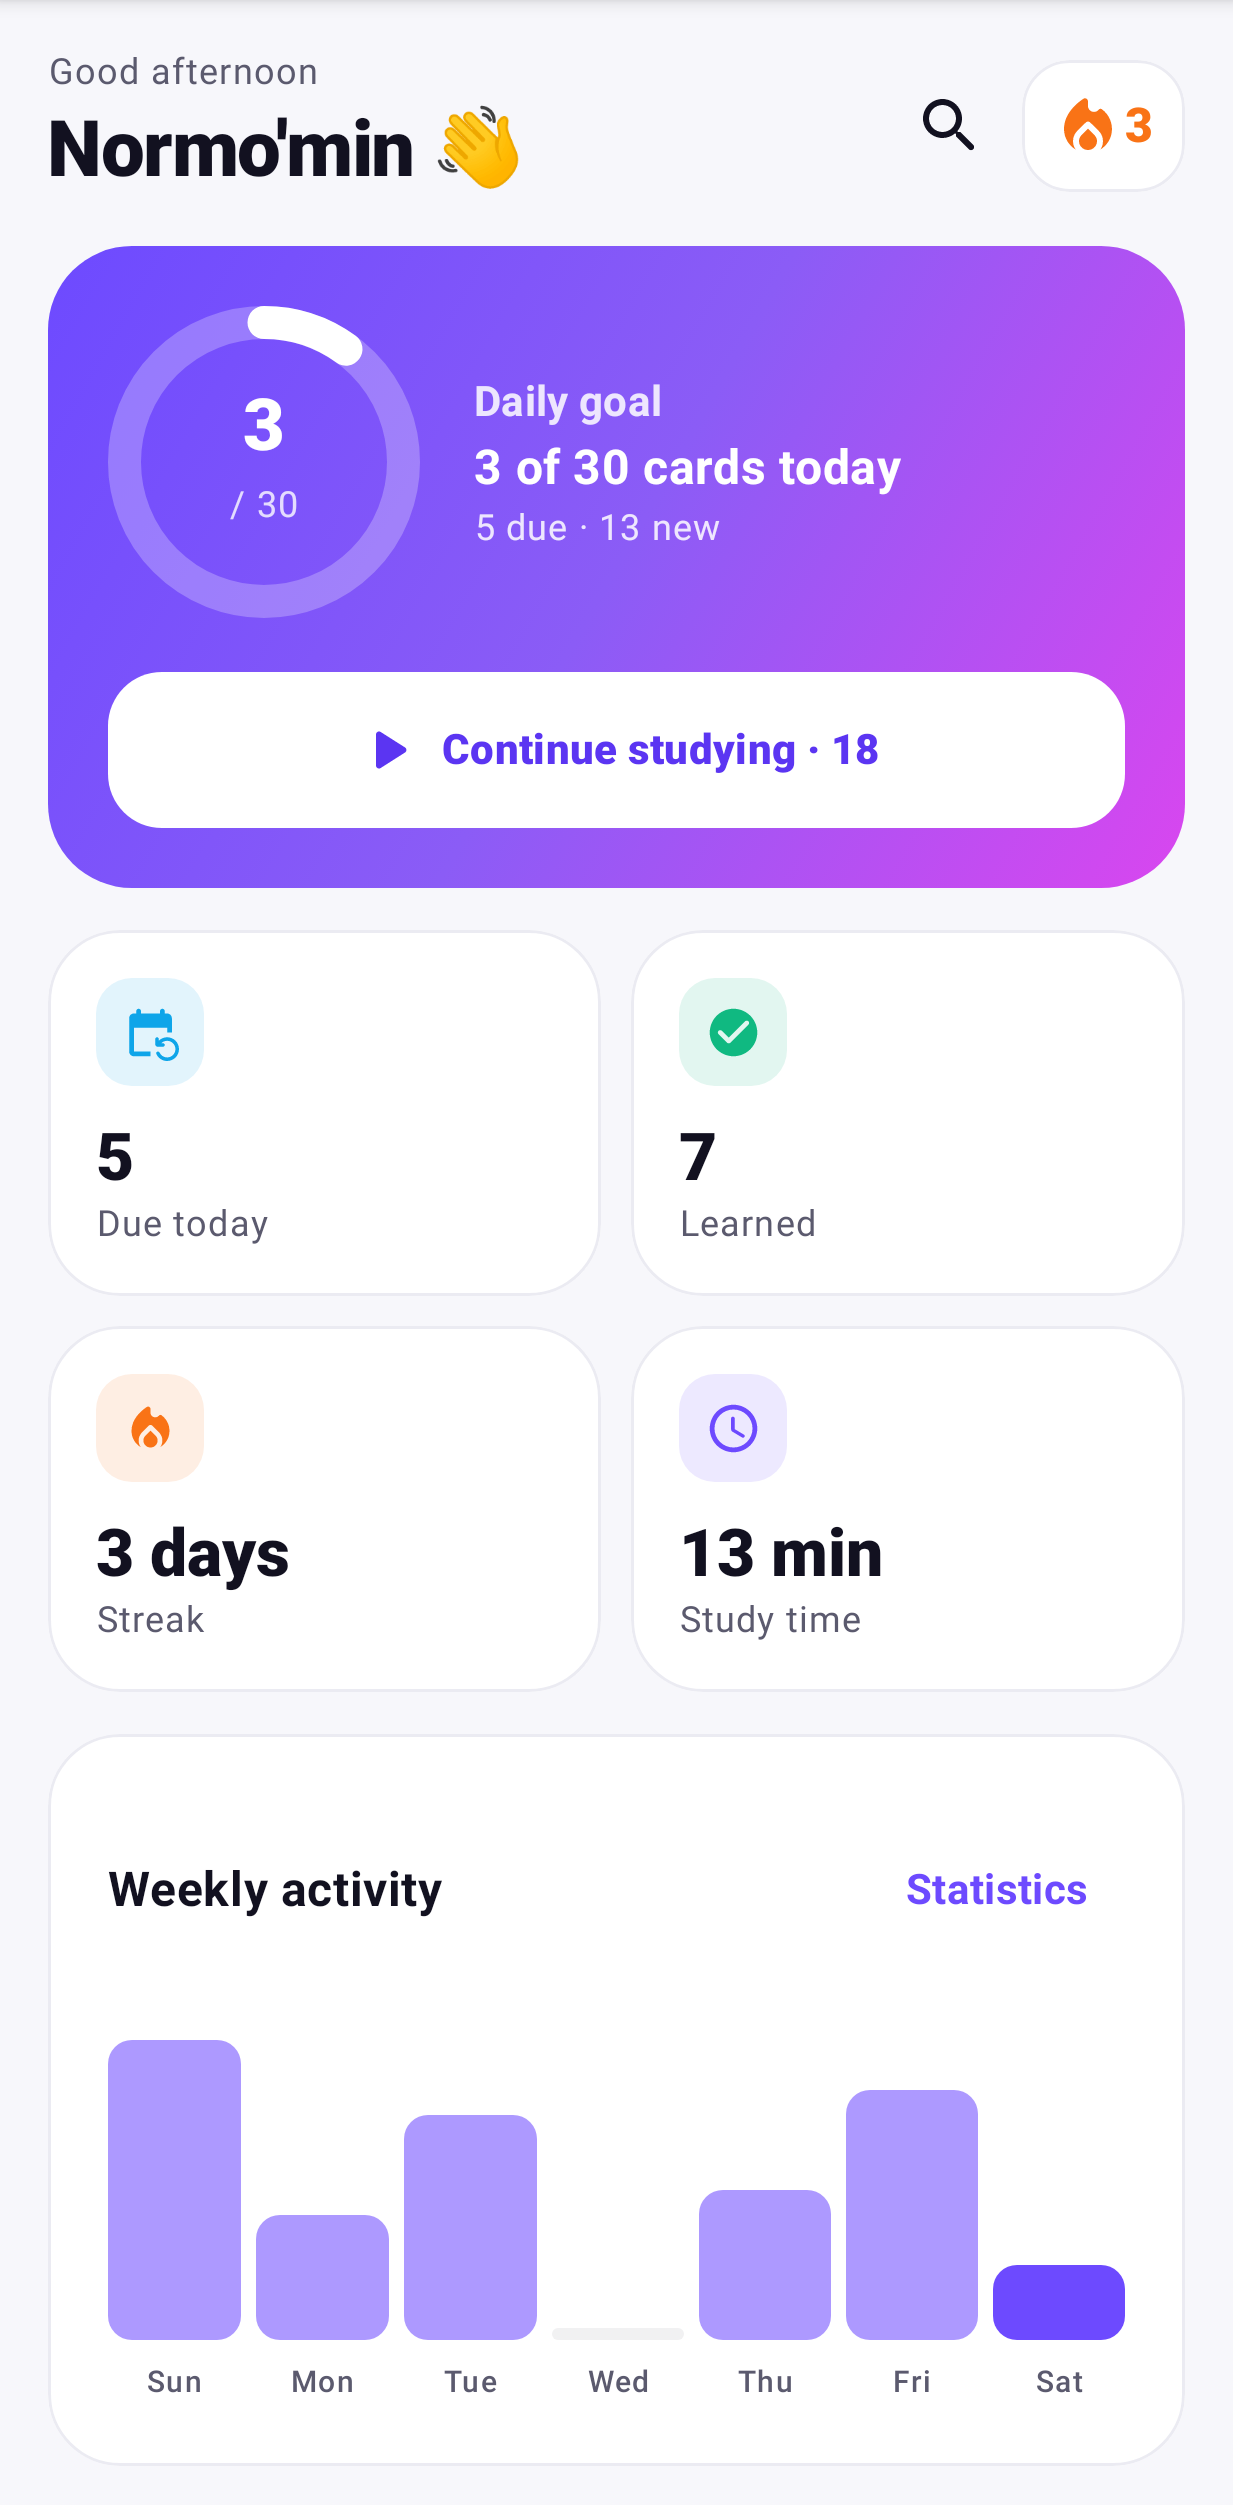 Good afternoon
Normo'min 👋
3
3
/ 30
Daily goal
3 of 30 cards today
5 due · 13 new
Continue studying · 18
5
Due today
7
Learned
3 days
Streak
13 min
Study time
Weekly activity
Statistics
Sun Mon Tue Wed Thu Fri Sat